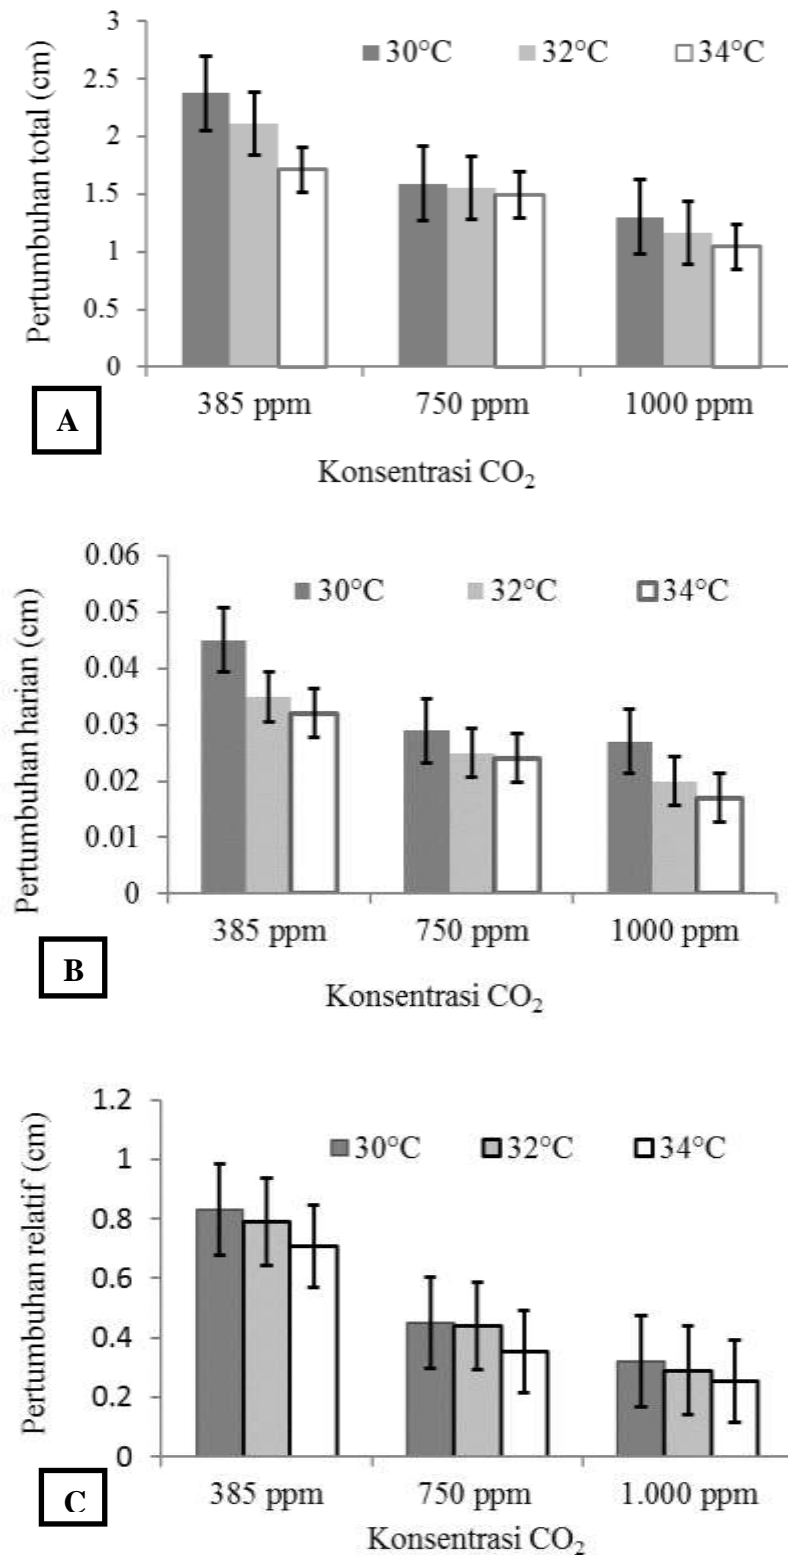 3
2.5
2
1.5
1
0.5
0
Pertumbuhan total (cm)
30°C 32°C 34°C
385 ppm 750 ppm 1000 ppm
A
Konsentrasi CO₂
0.06
0.05
0.04
0.03
0.02
0.01
0
Pertumbuhan harian (cm)
30°C 32°C 34°C
385 ppm 750 ppm 1000 ppm
B
Konsentrasi CO₂
1.2
1
0.8
0.6
0.4
0.2
0
Pertumbuhan relatif (cm)
30°C 32°C 34°C
385 ppm 750 ppm 1.000 ppm
C
Konsentrasi CO₂